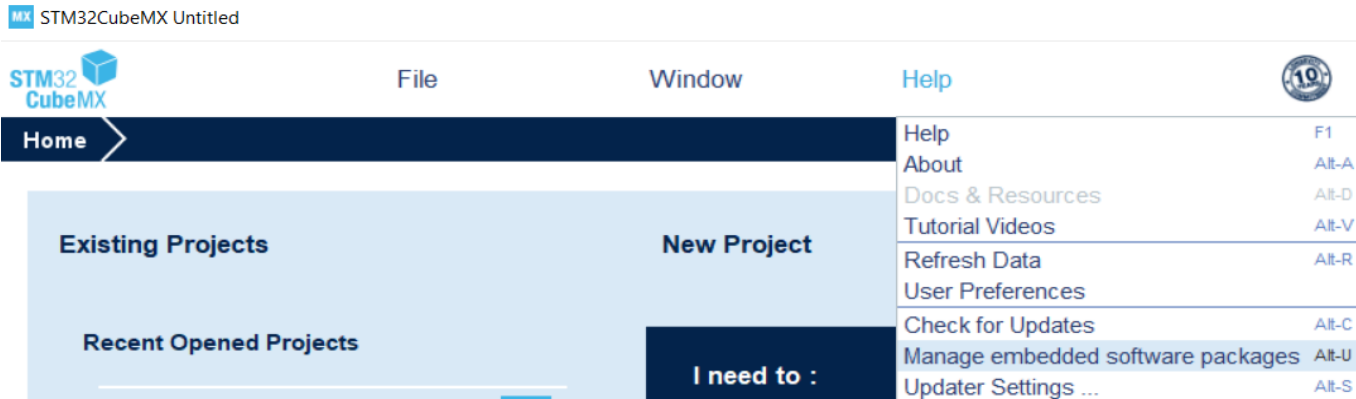 MX STM32CubeMX Untitled
STM32
CubeMX
File
Window
Help
10
Home
Existing Projects
New Project
Recent Opened Projects
I need to :
Help F1
About Alt-A
Docs & Resources Alt-D
Tutorial Videos Alt-V
Refresh Data Alt-R
User Preferences
Check for Updates Alt-C
Manage embedded software packages Alt-U
Updater Settings ... Alt-S